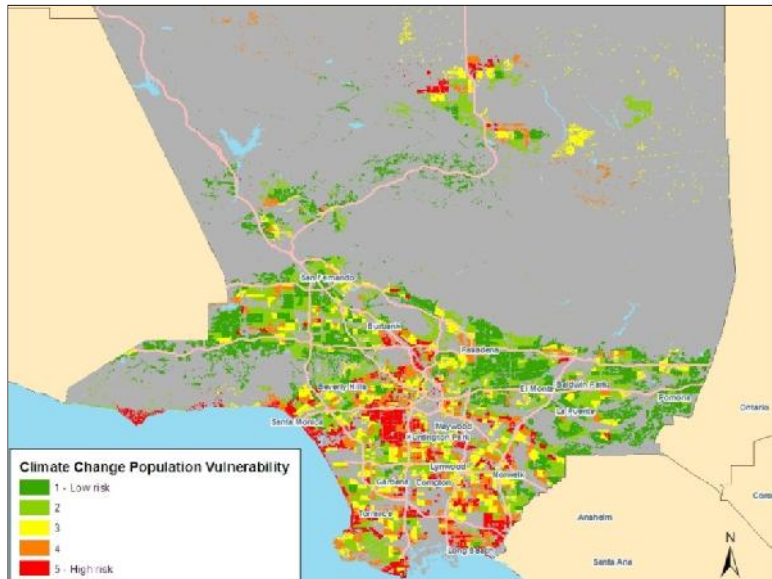 San Fernando
Burbank
Pasadena
Beverly Hills
El Monte
Baldwin Park
Pomona
Ontario
La Puente
Santa Monica
Maywood
Huntington Park
Lynwood
Norwalk
Gardena
Compton
Torrance
Long Beach
Anaheim
Santa Ana
N
Climate Change Population Vulnerability
1 - Low risk
2
3
4
5 - High risk